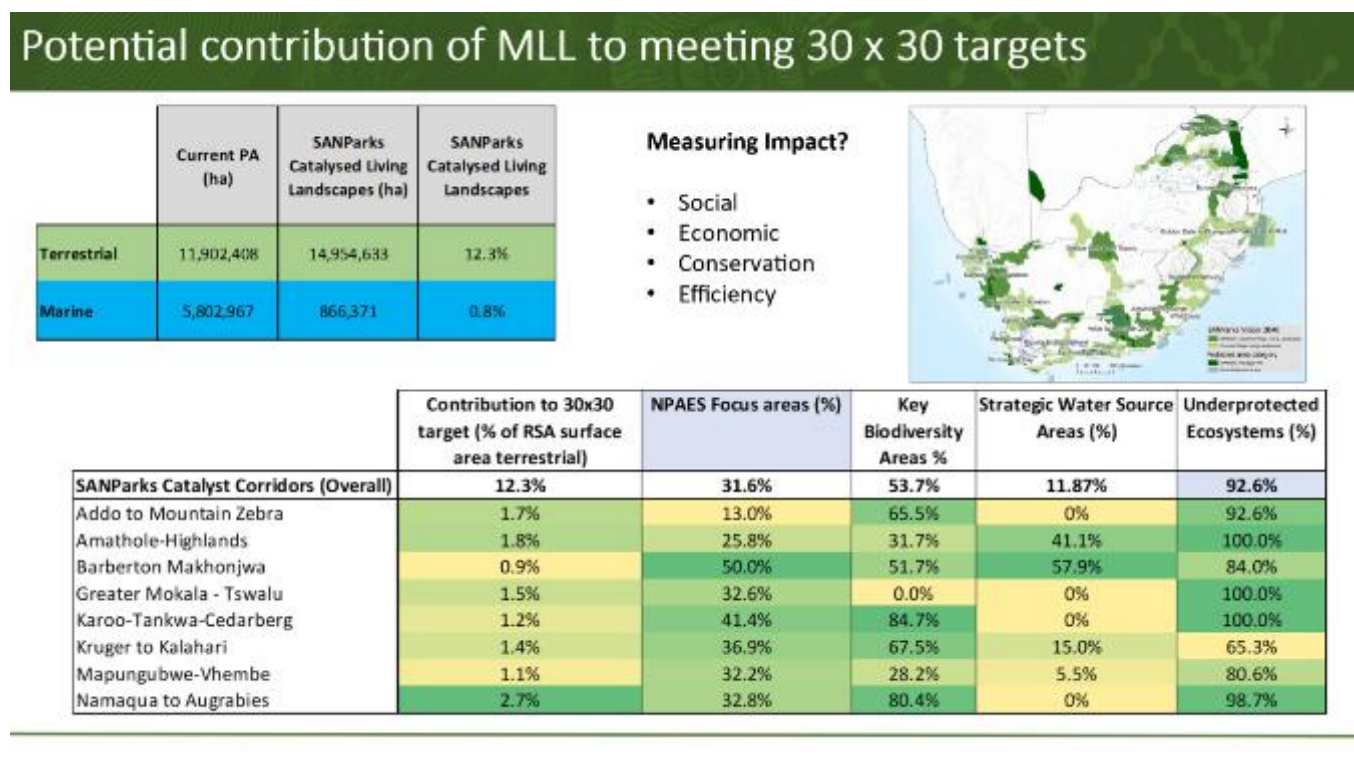 Potential contribution of MLL to meeting 30 x 30 targets
Current PA (ha)
SANParks Catalysed Living Landscapes (ha)
SANParks Catalysed Living Landscapes
Terrestrial 11,902,408 14,954,633 12.3%
Marine 5,802,967 866,371 0.8%
Measuring Impact?
• Social
• Economic
• Conservation
• Efficiency
Contribution to 30x30 target (% of RSA surface area terrestrial)
NPAES Focus areas (%)
Key Biodiversity Areas %
Strategic Water Source Areas (%)
Underprotected Ecosystems (%)
SANParks Catalyst Corridors (Overall) 12.3% 31.6% 53.7% 11.87% 92.6%
Addo to Mountain Zebra 1.7% 13.0% 65.5% 0% 92.6%
Amathole-Highlands 1.8% 25.8% 31.7% 41.1% 100.0%
Barberton Makhonjwa 0.9% 50.0% 51.7% 57.9% 84.0%
Greater Mokala - Tswalu 1.5% 32.6% 0.0% 0% 100.0%
Karoo-Tankwa-Cedarberg 1.2% 41.4% 84.7% 0% 100.0%
Kruger to Kalahari 1.4% 36.9% 67.5% 15.0% 65.3%
Mapungubwe-Vhembe 1.1% 32.2% 28.2% 5.5% 80.6%
Namaqua to Augrabies 2.7% 32.8% 80.4% 0% 98.7%